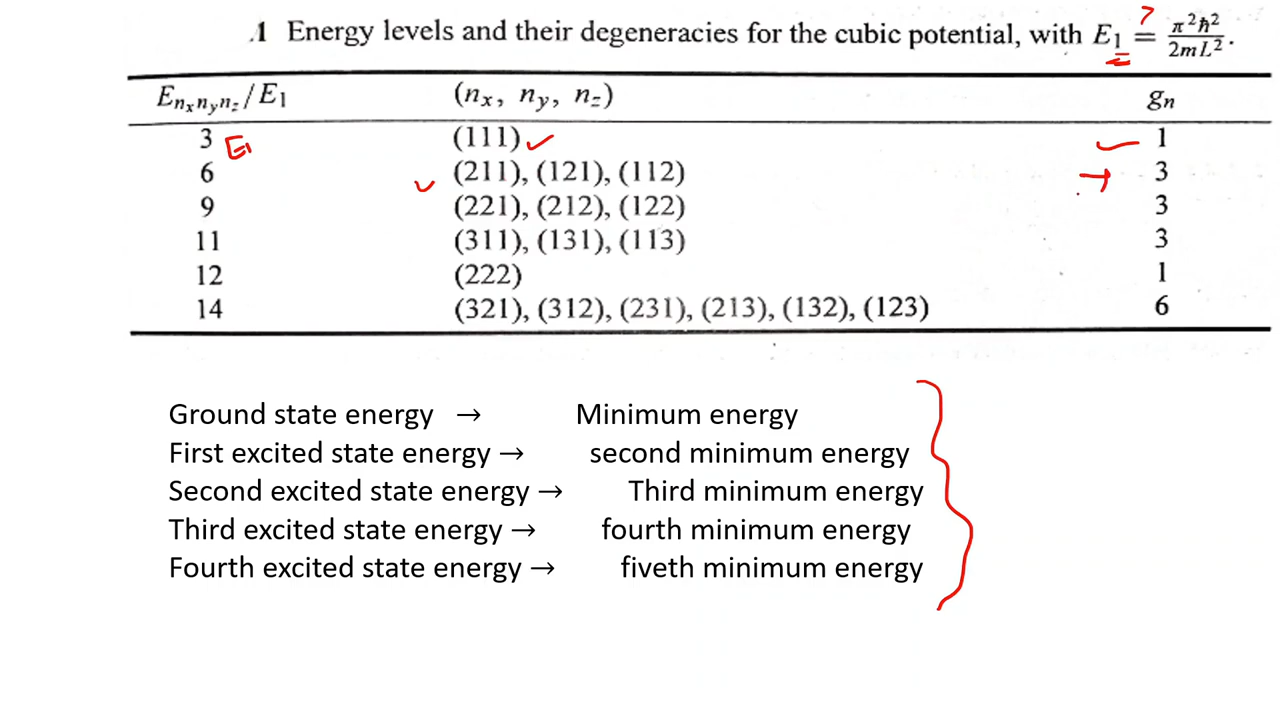 .1 Energy levels and their degeneracies for the cubic potential, with E₁ = π²ħ²/2mL².
?
Eₙₓₙᵧₙ_z/E₁ (nₓ, nᵧ, n_z) gₙ
3 E₁ (111) 1
6 (211), (121), (112) 3
9 (221), (212), (122) 3
11 (311), (131), (113) 3
12 (222) 1
14 (321), (312), (231), (213), (132), (123) 6
Ground state energy → Minimum energy
First excited state energy → second minimum energy
Second excited state energy → Third minimum energy
Third excited state energy → fourth minimum energy
Fourth excited state energy → fiveth minimum energy